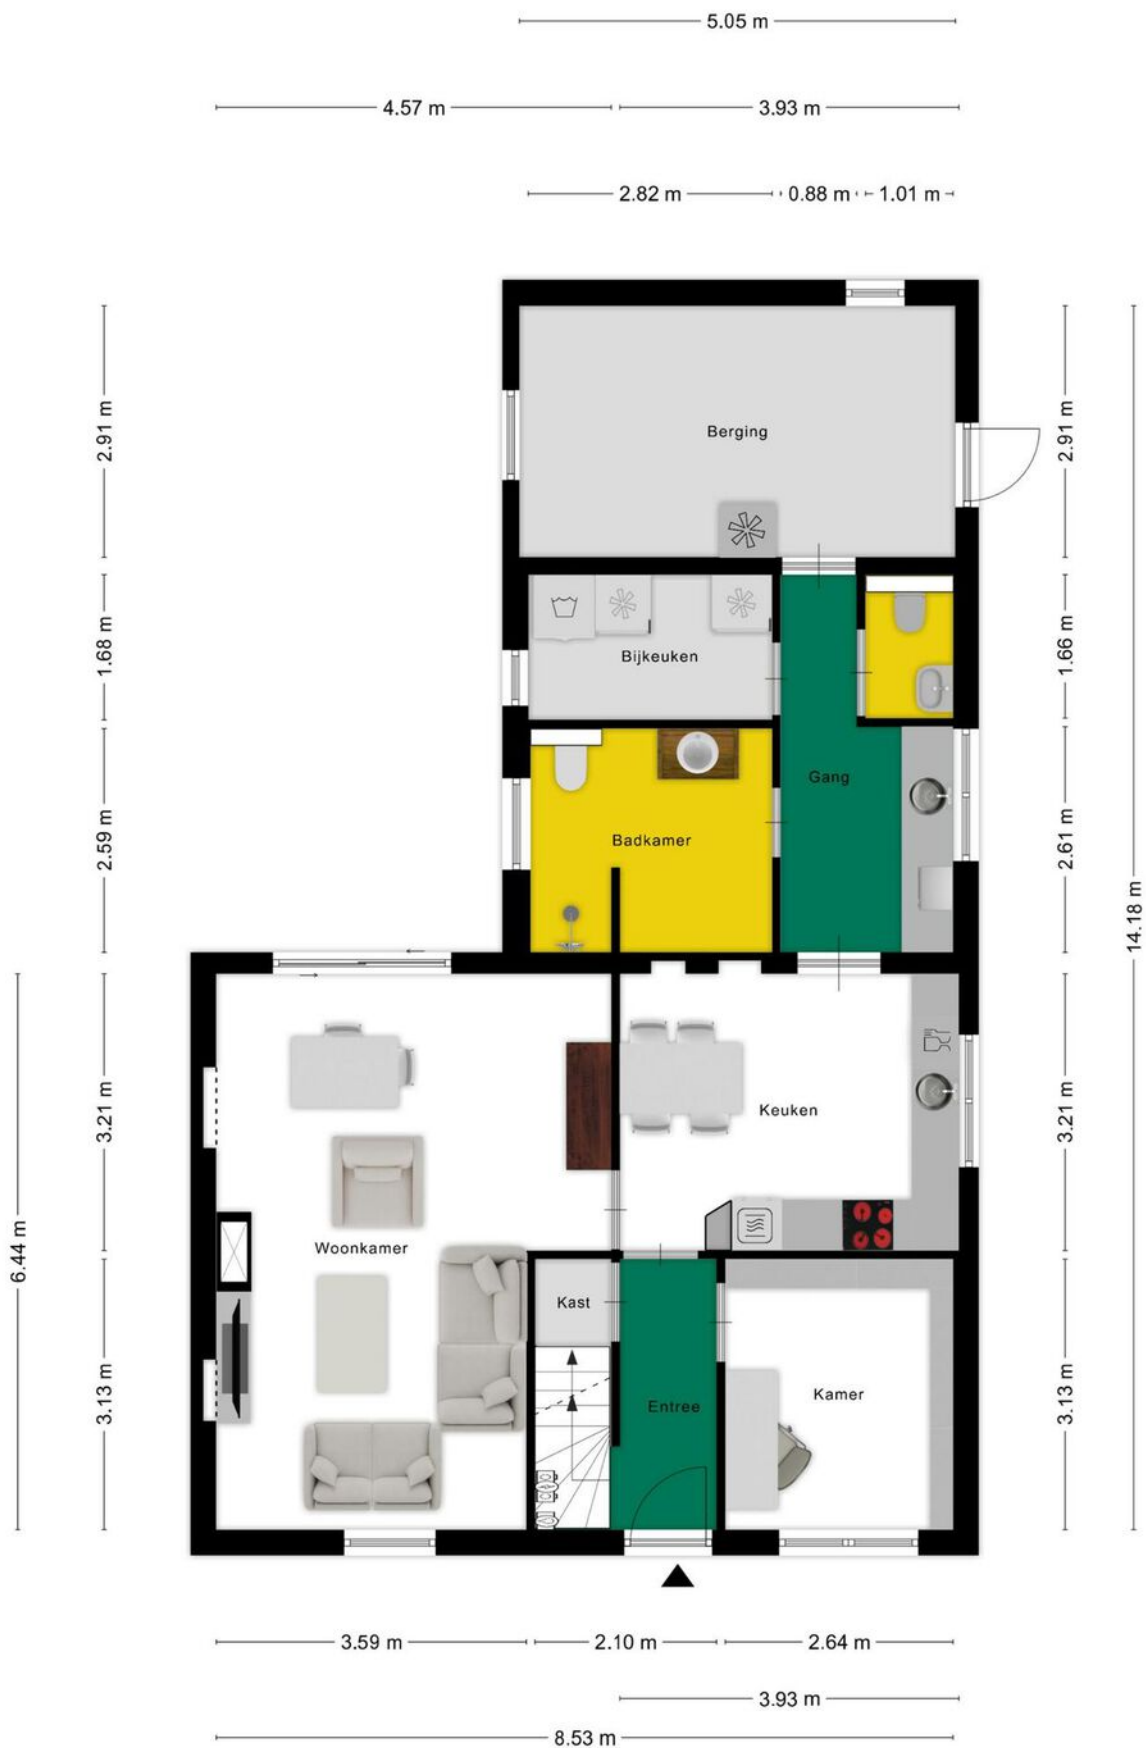 5.05 m
4.57 m
3.93 m
2.82 m
0.88 m
1.01 m
2.91 m
Berging
2.91 m
1.68 m
Bijkeuken
1.66 m
2.59 m
Badkamer
Gang
2.61 m
14.18 m
3.21 m
Keuken
3.21 m
6.44 m
Woonkamer
Kast
3.13 m
Entree
Kamer
3.13 m
3.59 m
2.10 m
2.64 m
3.93 m
8.53 m